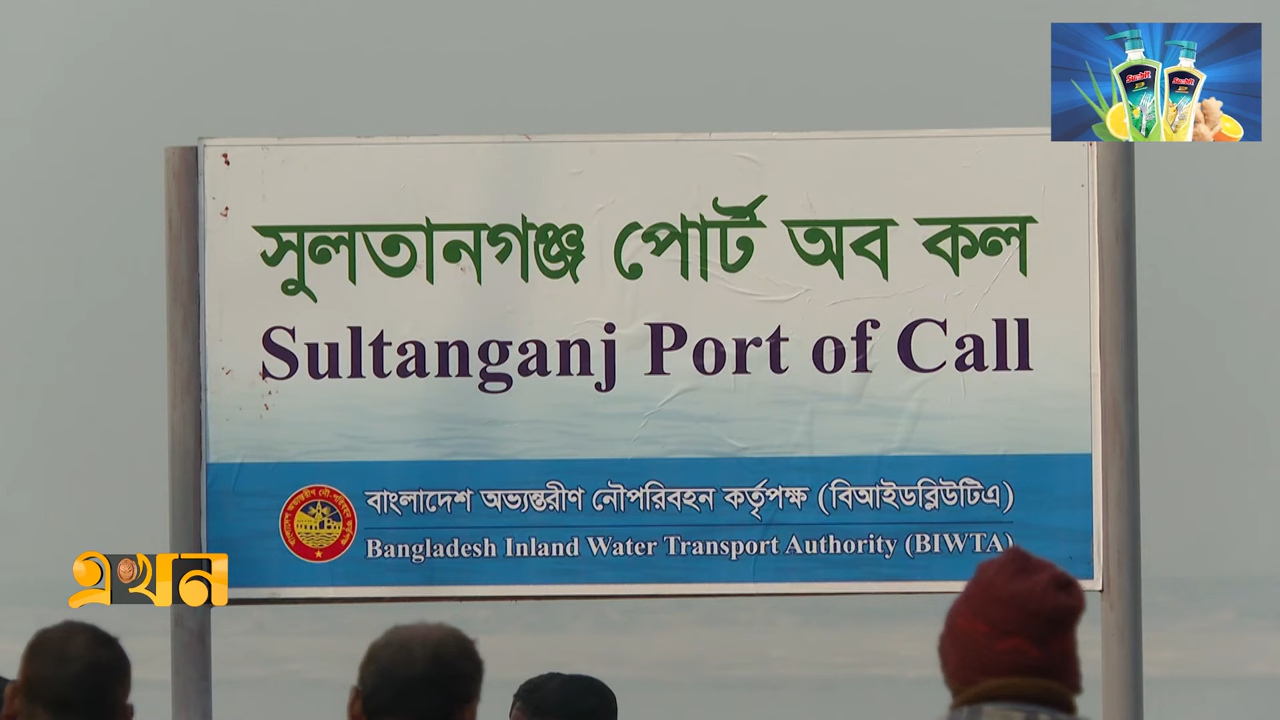 সুলতানগঞ্জ পোর্ট অব কল
Sultanganj Port of Call
বাংলাদেশ অভ্যন্তরীণ নৌপরিবহন কর্তৃপক্ষ (বিআইডব্লিউটিএ)
Bangladesh Inland Water Transport Authority (BIWTA)
এখন